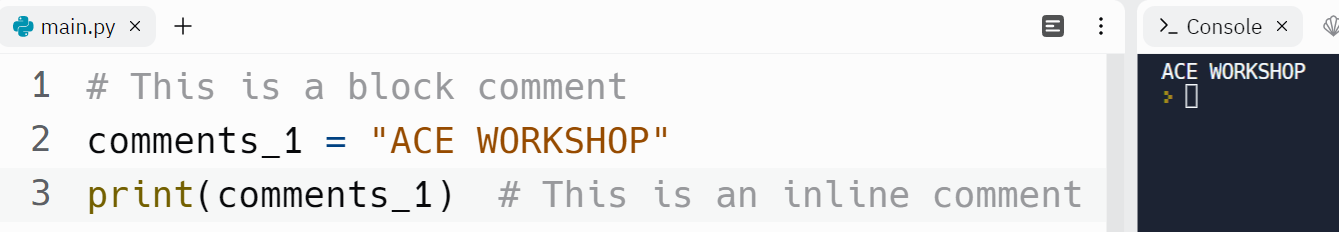 main.py × +
1 # This is a block comment
2 comments_1 = "ACE WORKSHOP"
3 print(comments_1)  # This is an inline comment
>_ Console ×
ACE WORKSHOP
>